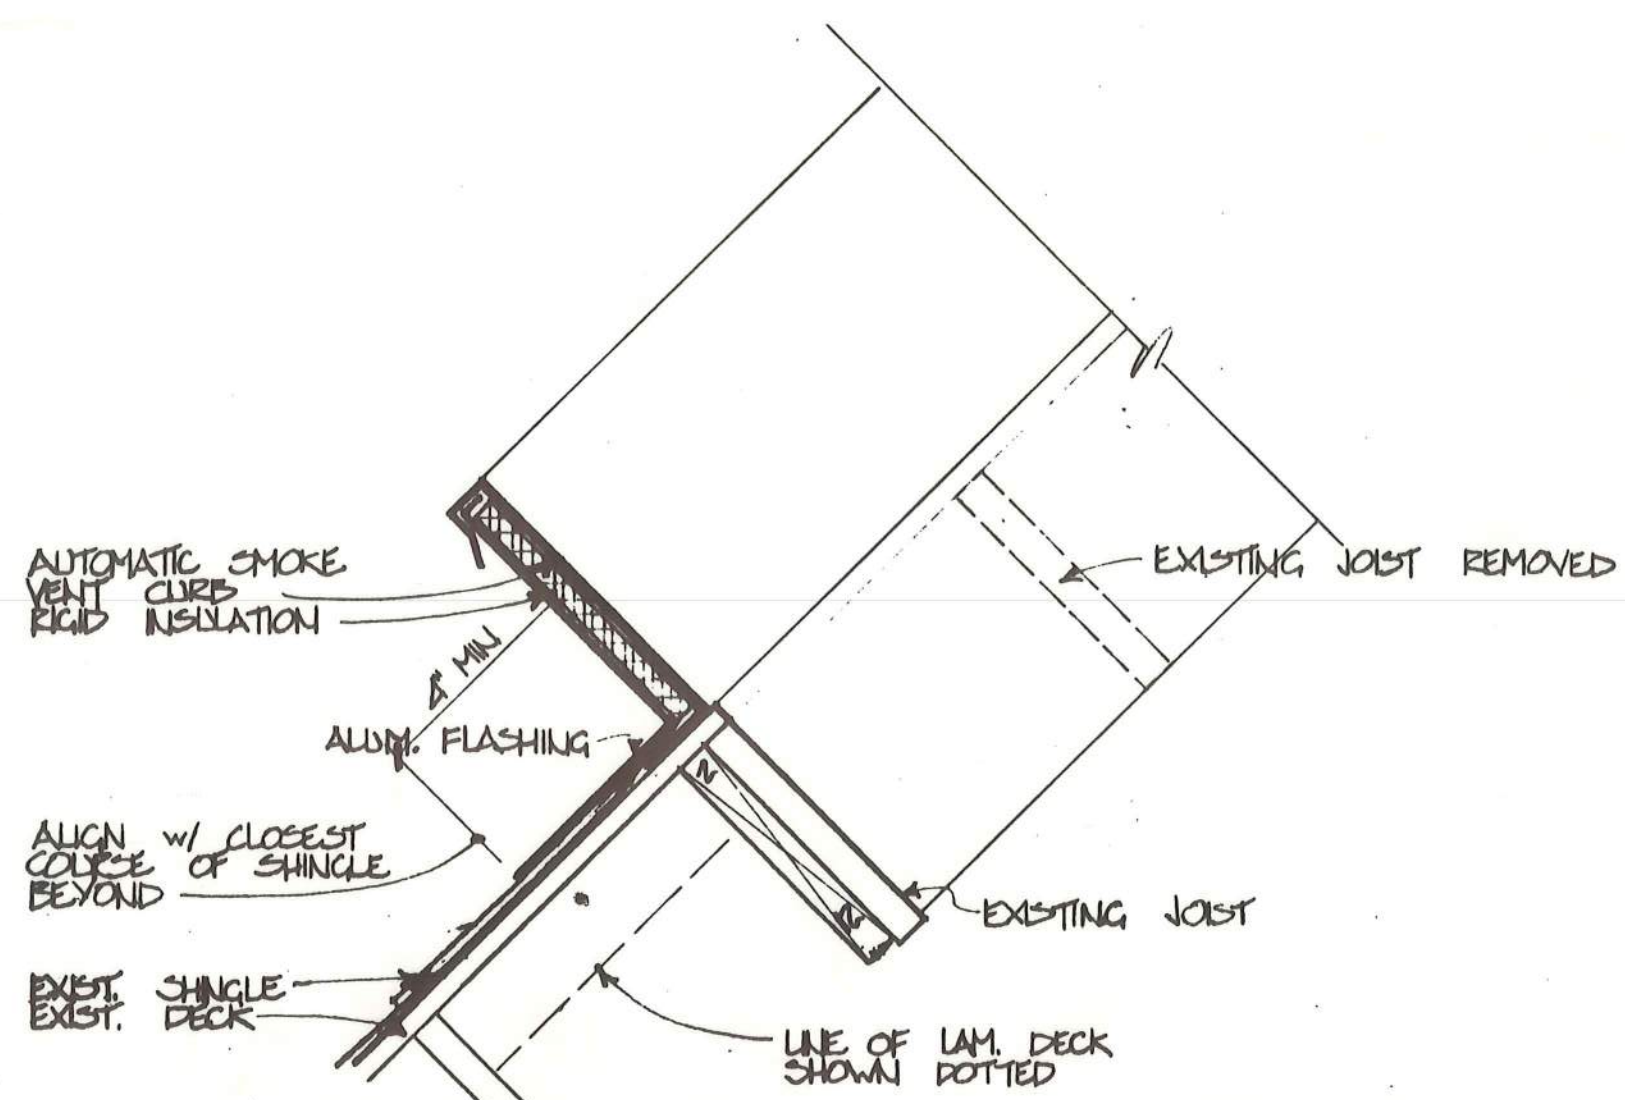 AUTOMATIC SMOKE
VENT CURB
RIGID INSULATION
4" MIN.
ALUM. FLASHING
ALIGN w/ CLOSEST
COURSE OF SHINGLE
BEYOND
EXIST. SHINGLE
EXIST. DECK
EXISTING JOIST REMOVED
EXISTING JOIST
LINE OF LAM. DECK
SHOWN DOTTED